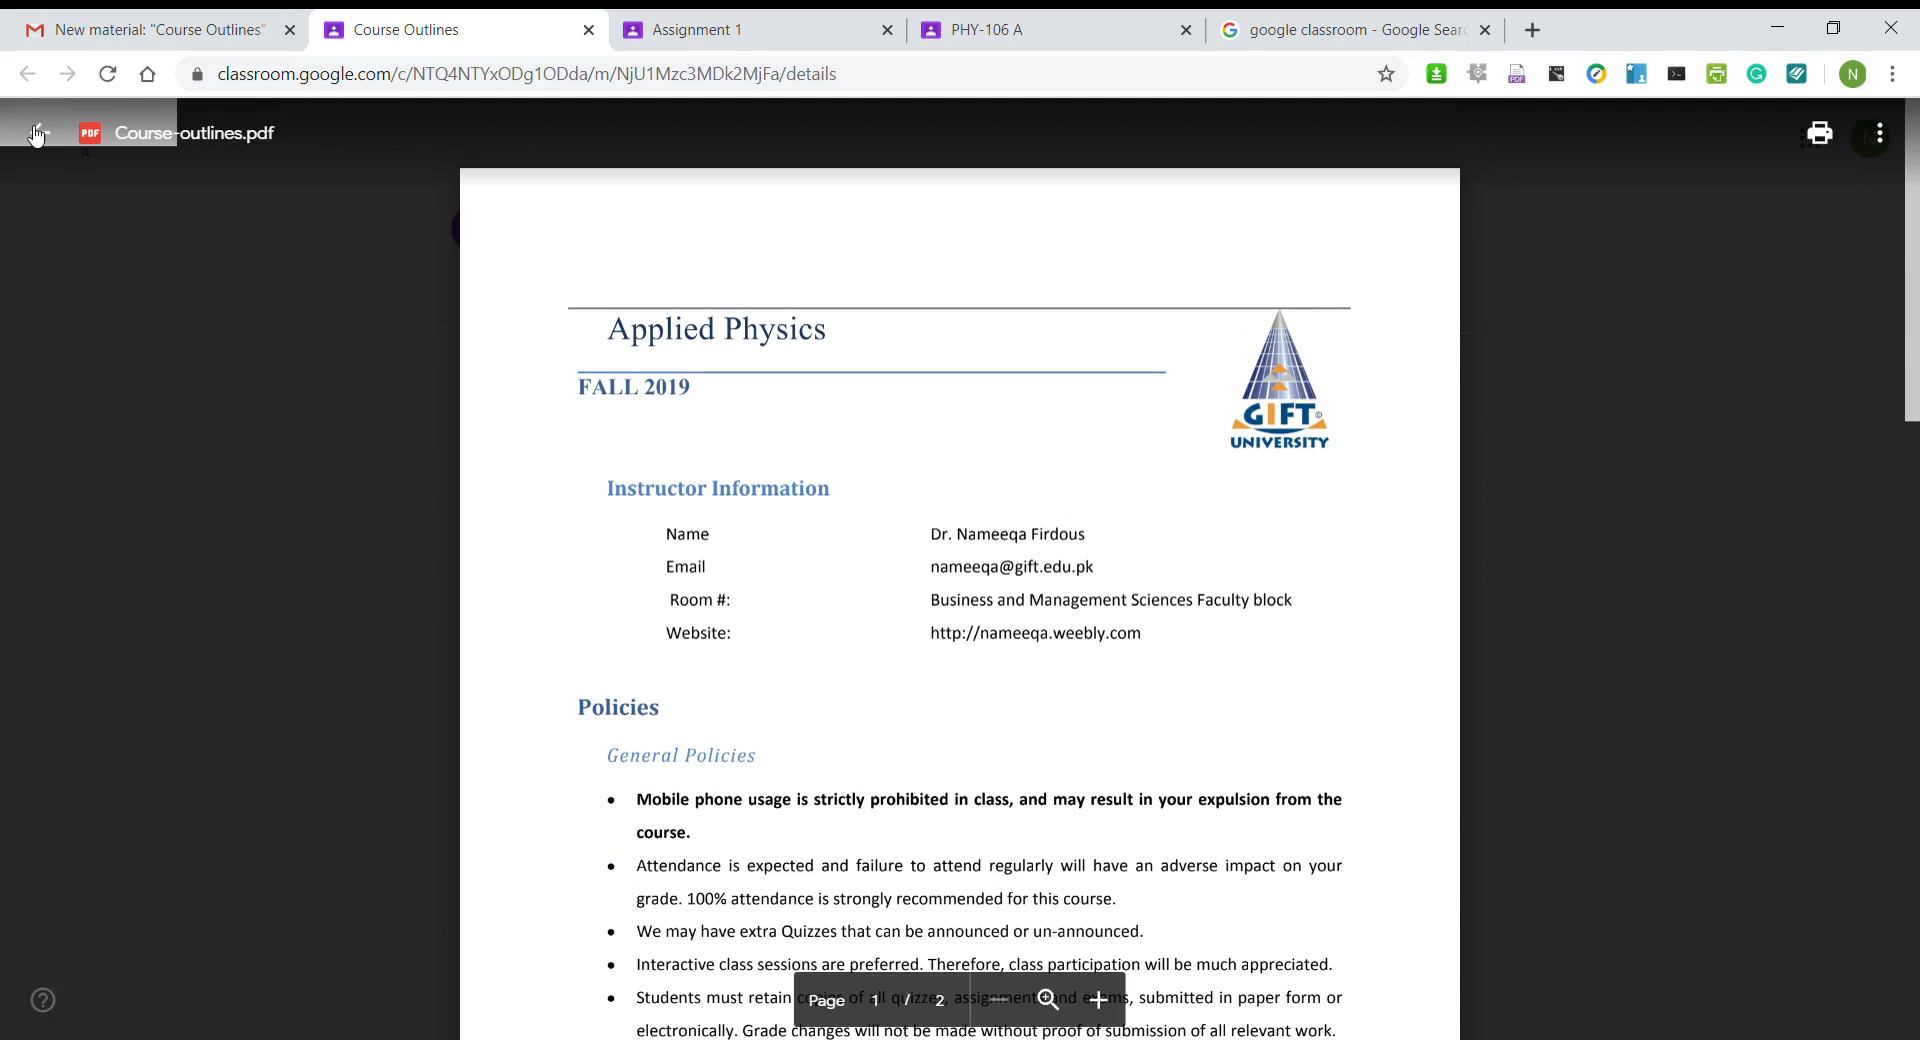 New material: "Course Outlines"
Course Outlines
Assignment 1
PHY-106 A
google classroom - Google Sear
classroom.google.com/c/NTQ4NTYxODg1ODda/m/NjU1Mzc3MDk2MjFa/details
N
PDF Course-outlines.pdf
Applied Physics
FALL 2019
GIFT
UNIVERSITY
Instructor Information
Name Dr. Nameeqa Firdous
Email nameeqa@gift.edu.pk
Room #: Business and Management Sciences Faculty block
Website: http://nameeqa.weebly.com
Policies
General Policies
• Mobile phone usage is strictly prohibited in class, and may result in your expulsion from the
course.
• Attendance is expected and failure to attend regularly will have an adverse impact on your
grade. 100% attendance is strongly recommended for this course.
• We may have extra Quizzes that can be announced or un-announced.
• Interactive class sessions are preferred. Therefore, class participation will be much appreciated.
• Students must retain copies of all quizzes, assignments and exams, submitted in paper form or
Page 1 / 2
electronically. Grade changes will not be made without proof of submission of all relevant work.